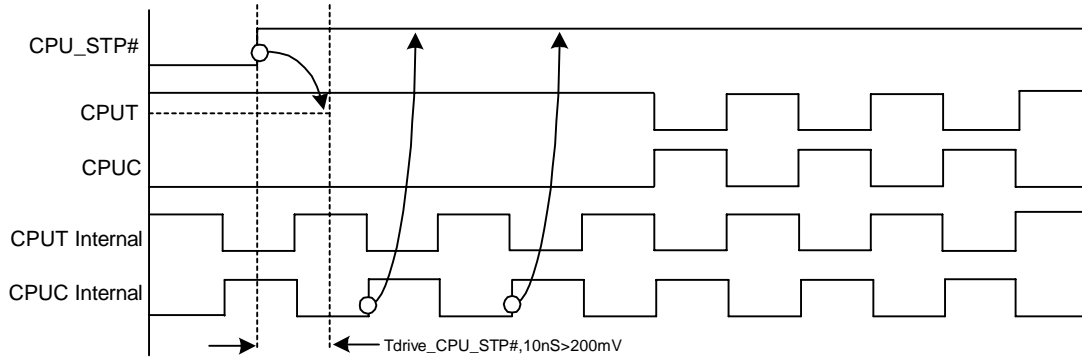 CPU_STP#
CPUT
CPUC
CPUT Internal
CPUC Internal
Tdrive_CPU_STP#,10nS>200mV